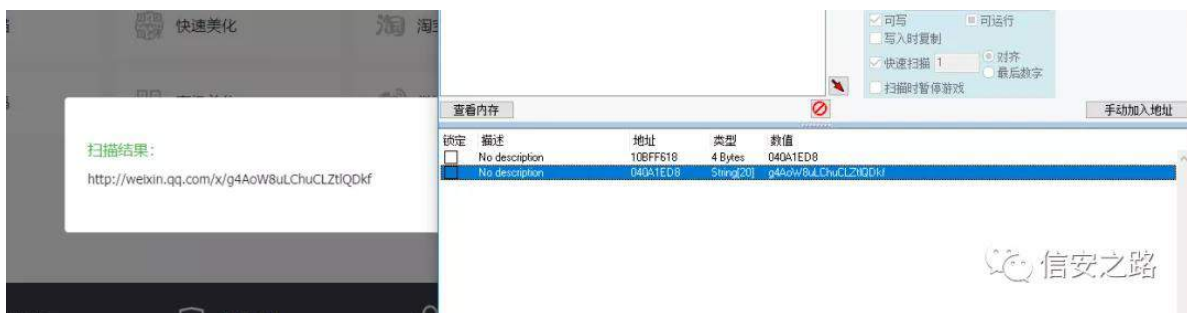 快速美化
淘
扫描结果:
http://weixin.qq.com/x/g4AoW8uLChuCLZtlQDkf
可写
可运行
写入时复制
快速扫描 1
对齐
最后数字
扫描时暂停游戏
查看内存
手动加入地址
锁定 描述 地址 类型 数值
No description 10BFF618 4 Bytes 040A1ED8
No description 040A1ED8 String[20] g4AoW8uLChuCLZtlQDkf
信安之路